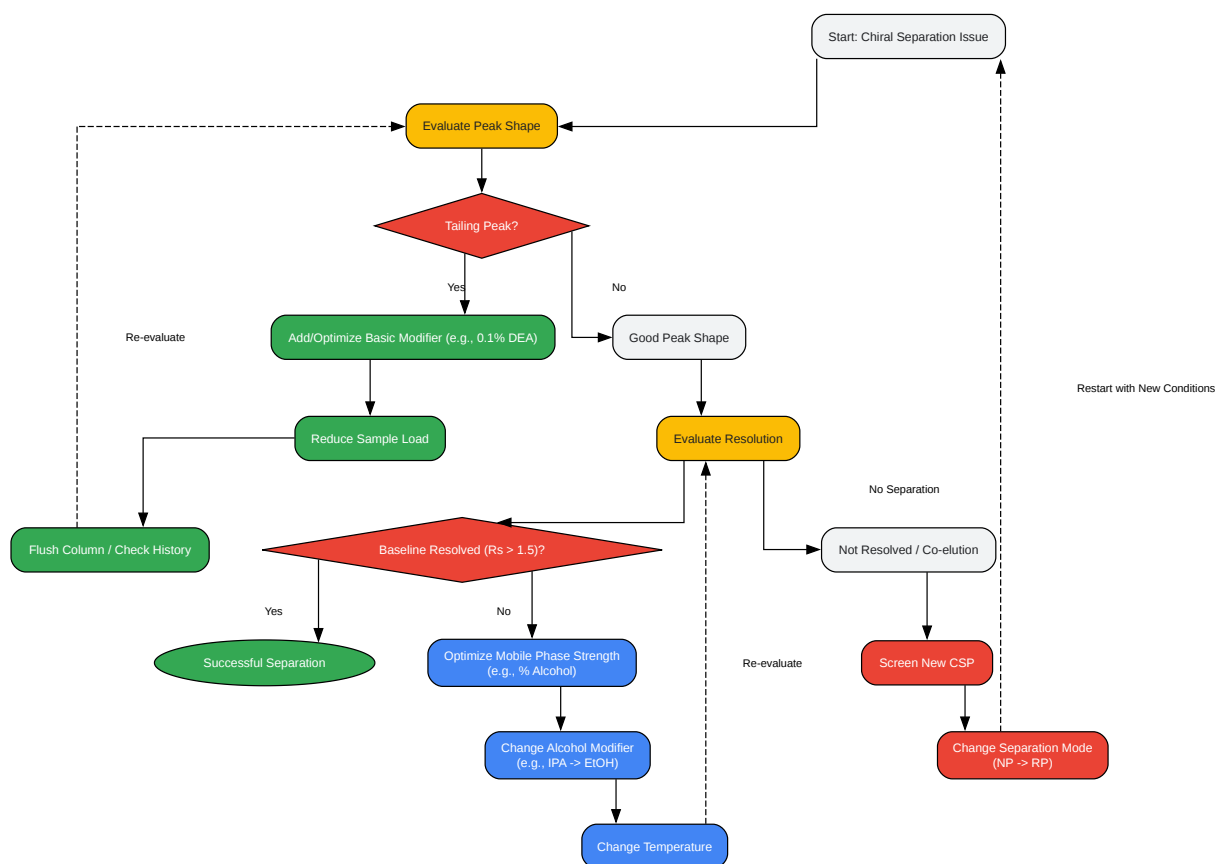 Start: Chiral Separation Issue
Evaluate Peak Shape
Tailing Peak?
Yes
No
Re-evaluate
Add/Optimize Basic Modifier (e.g., 0.1% DEA)
Good Peak Shape
Restart with New Conditions
Reduce Sample Load
Evaluate Resolution
No Separation
Flush Column / Check History
Baseline Resolved (Rs > 1.5)?
Not Resolved / Co-elution
Yes
No
Successful Separation
Optimize Mobile Phase Strength
(e.g., % Alcohol)
Re-evaluate
Screen New CSP
Change Alcohol Modifier
(e.g., IPA -> EtOH)
Change Separation Mode
(NP -> RP)
Change Temperature